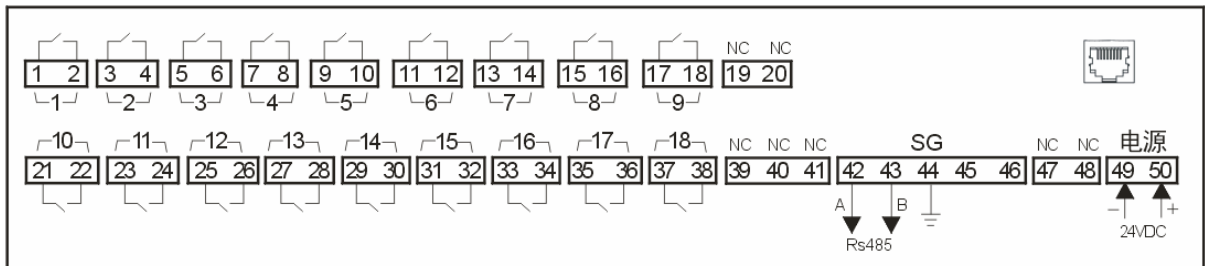 NC NC
1 2 3 4 5 6 7 8 9 10 11 12 13 14 15 16 17 18 19 20
1 2 3 4 5 6 7 8 9
10 11 12 13 14 15 16 17 18 NC NC NC SG NC NC 电源
21 22 23 24 25 26 27 28 29 30 31 32 33 34 35 36 37 38 39 40 41 42 43 44 45 46 47 48 49 50
A B − +
Rs485 24VDC